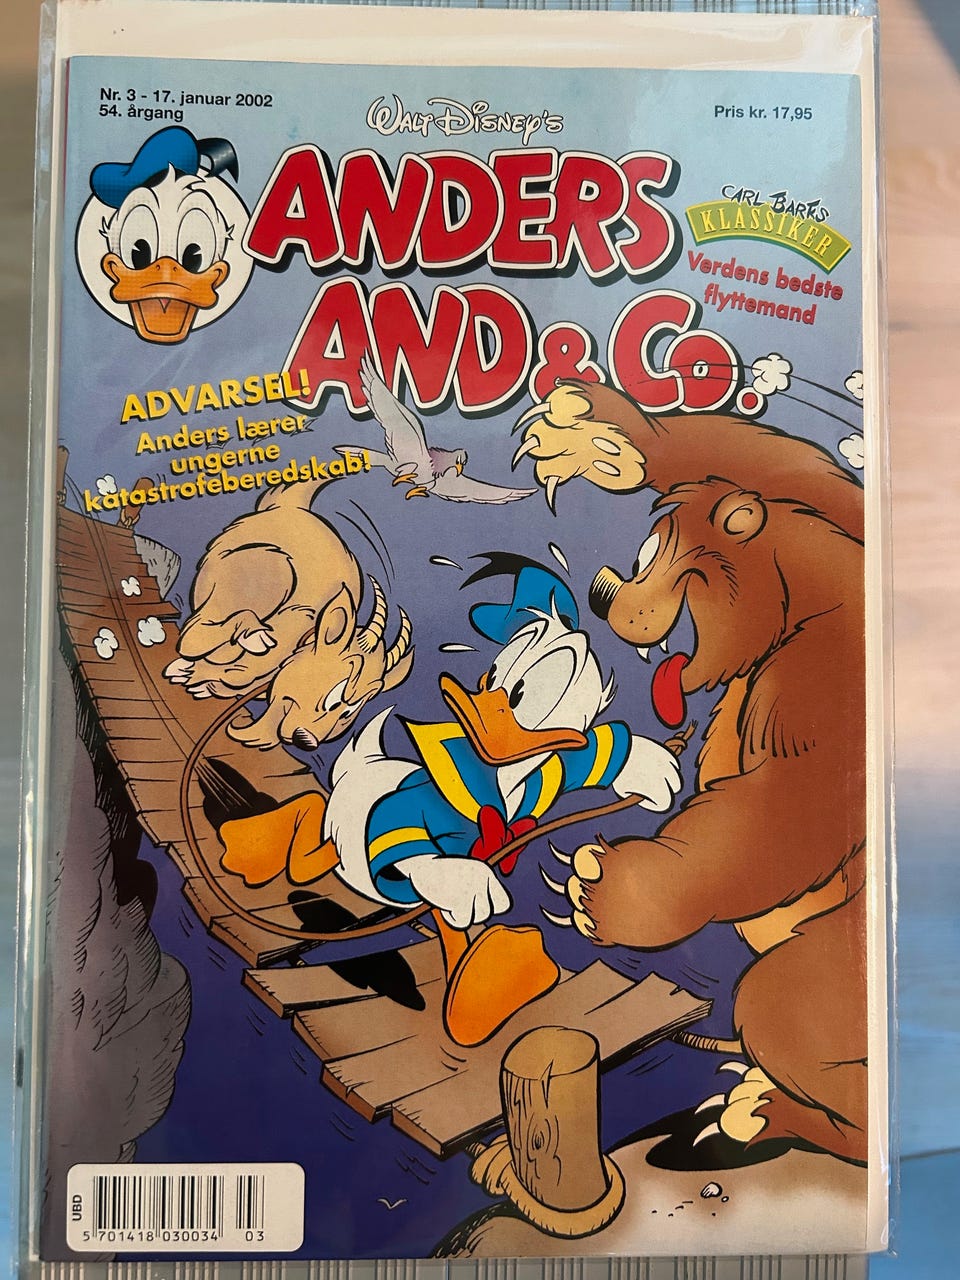 Nr. 3 - 17. januar 2002
54. årgang
WALT DISNEY'S
Pris kr. 17,95
ANDERS
AND & CO.
CARL BARKS
KLASSIKER
Verdens bedste
flyttemand
ADVARSEL!
Anders lærer
ungerne
katastrofeberedskab!
UBD
5 701418 030034 03